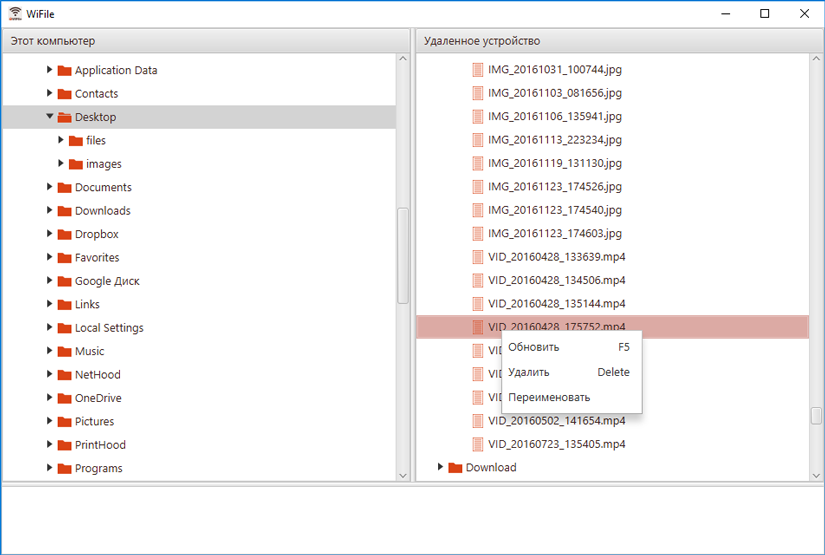 WiFile
Этот компьютер
Application Data
Contacts
Desktop
files
images
Documents
Downloads
Dropbox
Favorites
Google Диск
Links
Local Settings
Music
NetHood
OneDrive
Pictures
PrintHood
Programs
Удаленное устройство
IMG_20161031_100744.jpg
IMG_20161103_081656.jpg
IMG_20161106_135941.jpg
IMG_20161113_223234.jpg
IMG_20161119_131130.jpg
IMG_20161123_174526.jpg
IMG_20161123_174540.jpg
IMG_20161123_174603.jpg
VID_20160428_133639.mp4
VID_20160428_134506.mp4
VID_20160428_135144.mp4
VID_20160428_175752.mp4
Обновить F5
Удалить Delete
Переименовать
VID_20160502_141654.mp4
VID_20160723_135405.mp4
Download